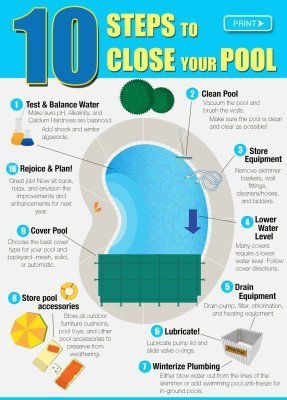 10 STEPS TO
CLOSE YOUR POOL
PRINT
1 Test & Balance Water
Make sure pH, Alkalinity, and
Calcium Hardness are balanced.
Add shock and winter
algaecide.
2 Clean Pool
Vacuum the pool and
brush the walls.
Make sure the pool is clean
and clear as possible!
3 Store
Equipment
Remove skimmer
baskets, wall
fittings,
cleaners/hoses,
and ladders.
4 Lower
Water
Level
Many covers
require a lower
water level. Follow
cover directions.
5 Drain
Equipment
Drain pump, filter, chlorination,
and heating equipment.
6 Lubricate!
Lubricate pump lid and
slide valve o-rings.
7 Winterize Plumbing
Either blow water out from the lines of the
skimmer or add swimming pool anti-freeze for
in-ground pools.
8 Store pool
accessories
Store all outdoor
furniture cushions,
pool toys, and other
pool accessories to
preserve from
weathering.
9 Cover Pool
Choose the best cover
type for your pool and
backyard--mesh, solid,
or automatic.
10 Rejoice & Plan!
Great job! Now sit back,
relax, and envision the
improvements and
enhancements for
next year.